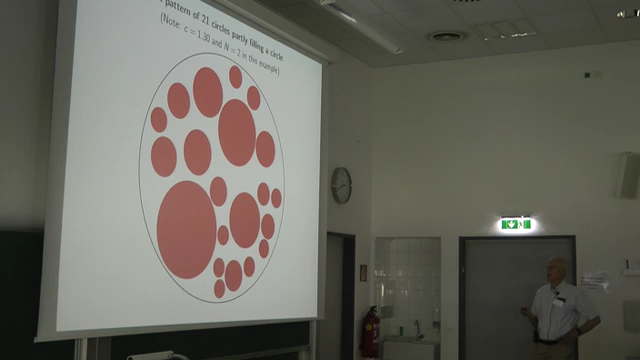 pattern of 21 circles partly filling a circle
(Note: c = 1.30 and N = 2 in this example)